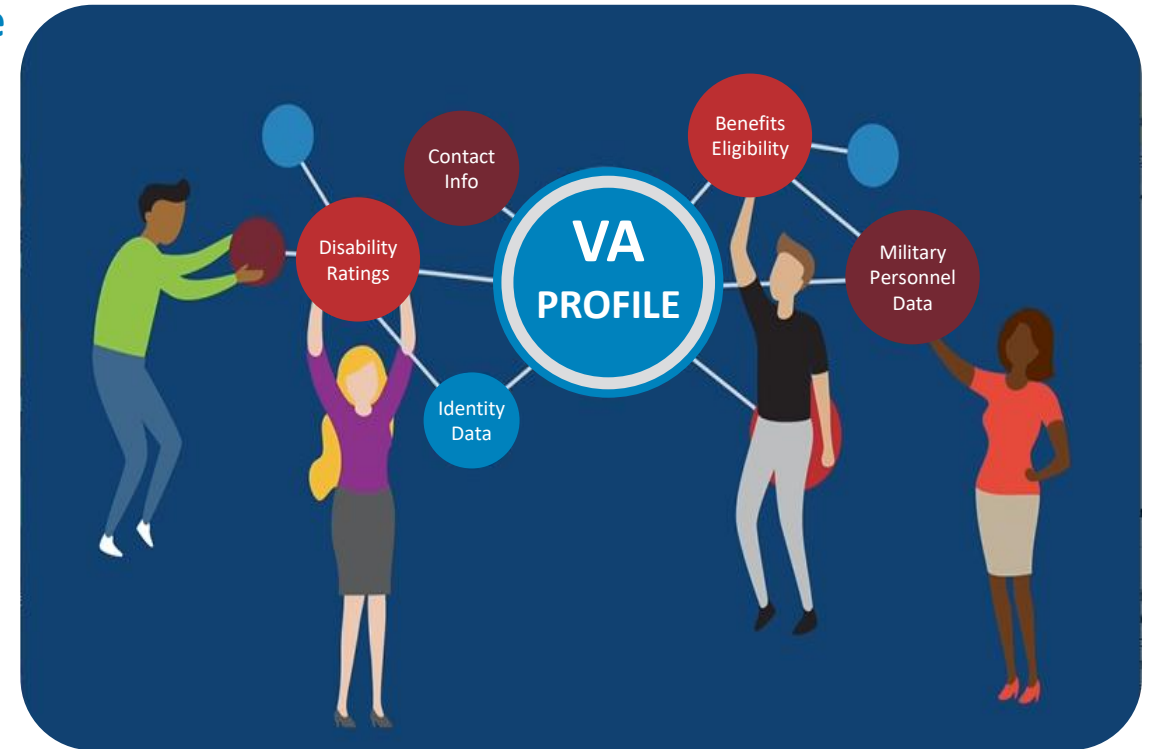 e
Benefits
Eligibility
Contact
Info
VA
PROFILE
Disability
Ratings
Military
Personnel
Data
Identity
Data